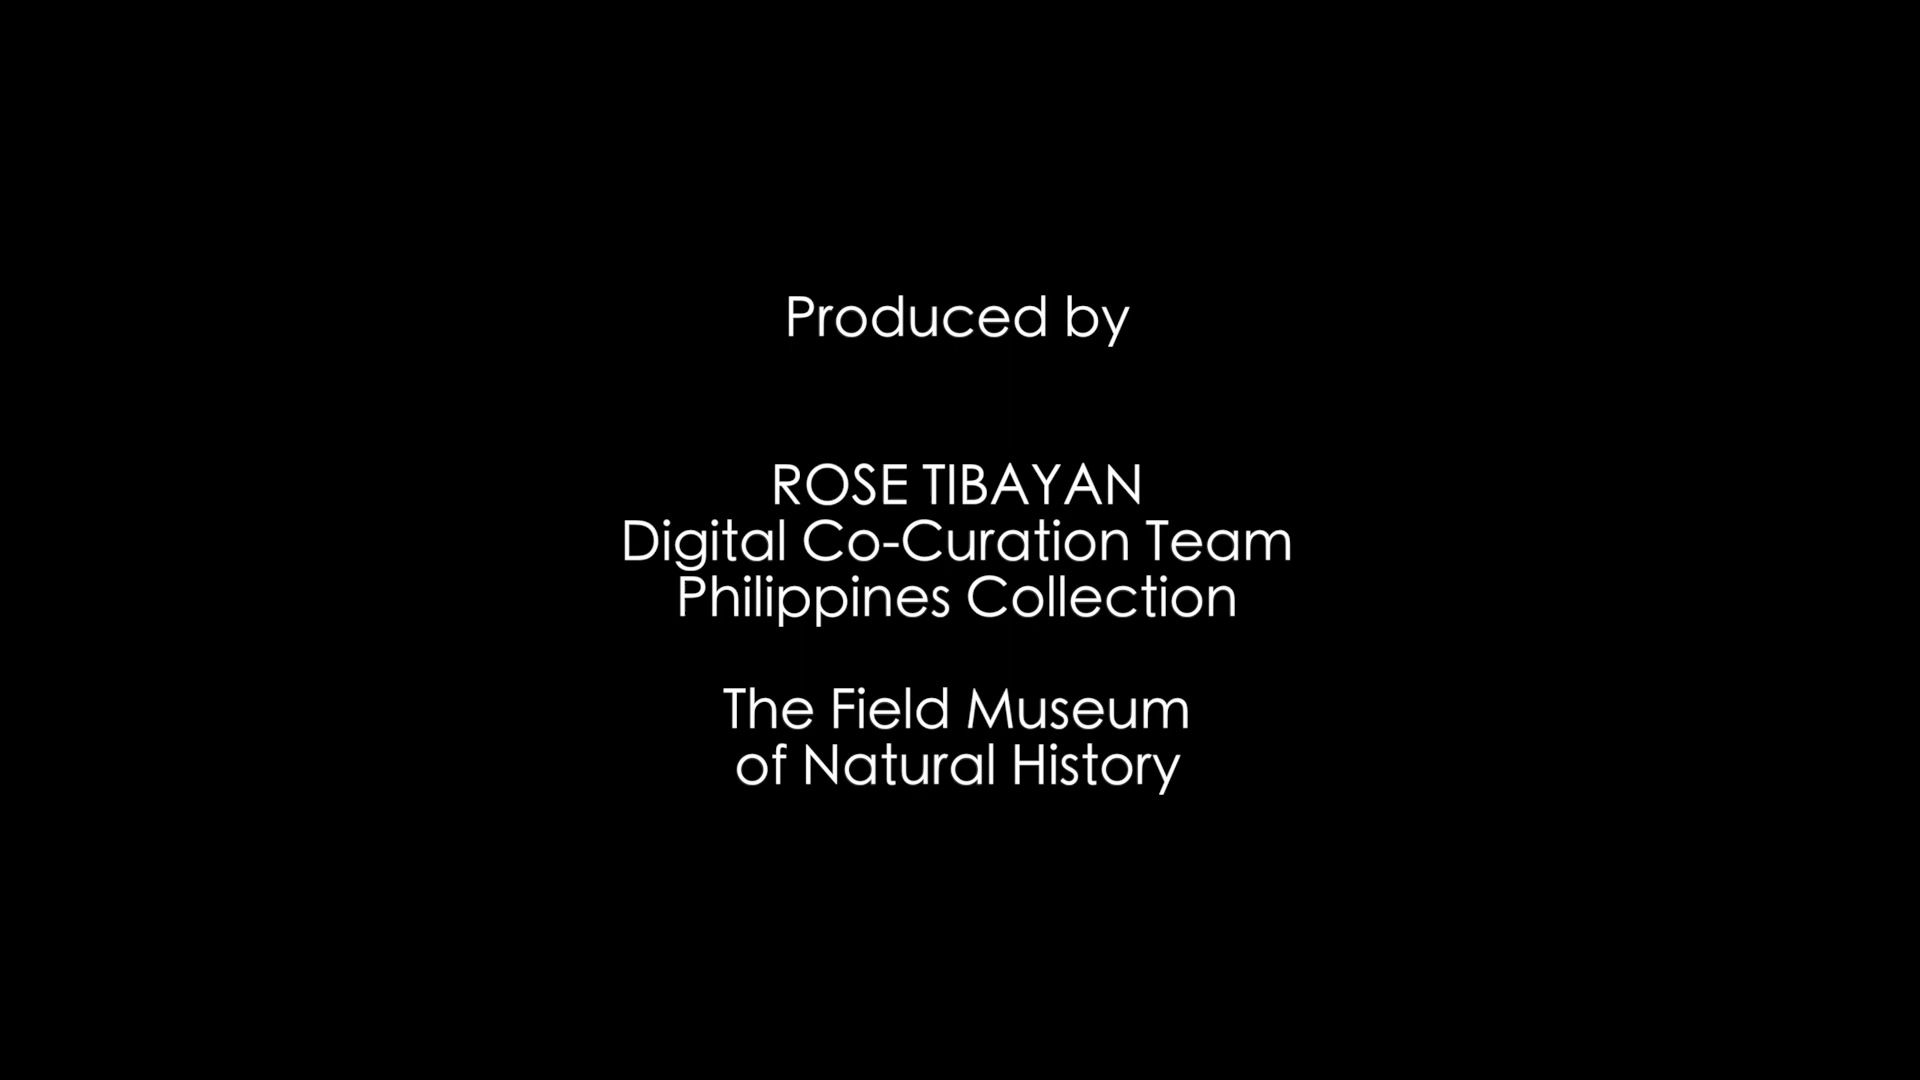 Produced by
ROSE TIBAYAN
Digital Co-Curation Team
Philippines Collection
The Field Museum
of Natural History